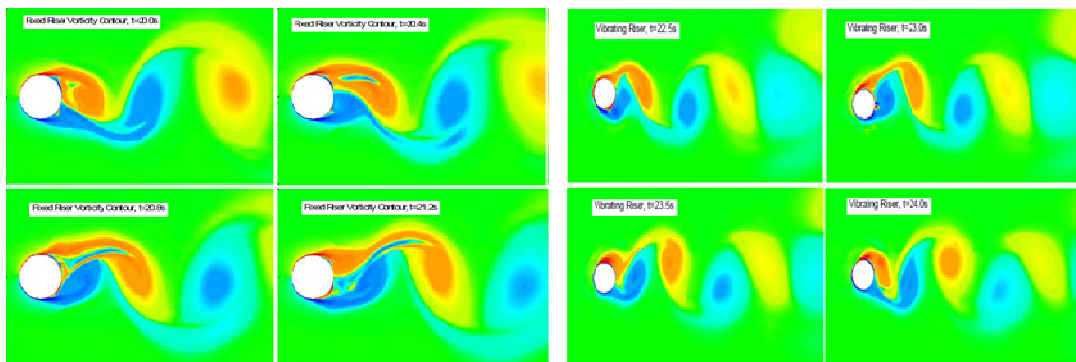 Fixed Riser Vorticity Contour, t=20.0s
Fixed Riser Vorticity Contour, t=20.4s
Vibrating Riser, t=22.5s
Vibrating Riser, t=23.0s
Fixed Riser Vorticity Contour, t=20.8s
Fixed Riser Vorticity Contour, t=21.2s
Vibrating Riser, t=23.5s
Vibraing Riser, t=24.0s